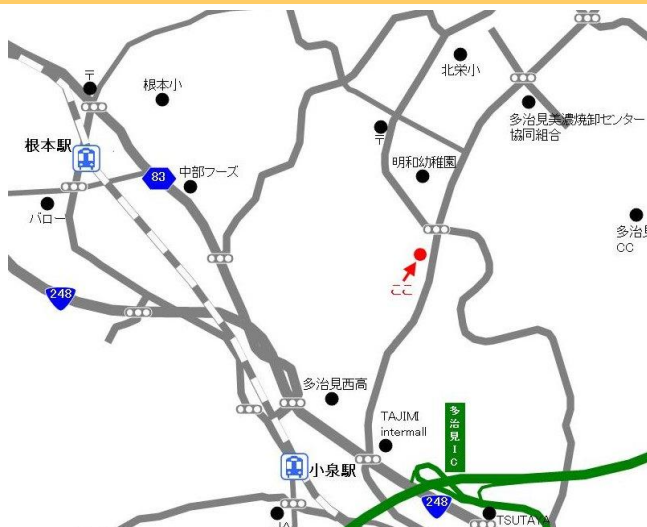 北栄小
〒
根本小
多治見美濃焼卸センター
協同組合
〒
根本駅
明和幼稚園
83
中部フーズ
バロー
多治見
CC
ここ
248
多治見西高
TAJIMI
intermall
多治見IC
小泉駅
248
TSUTAYA